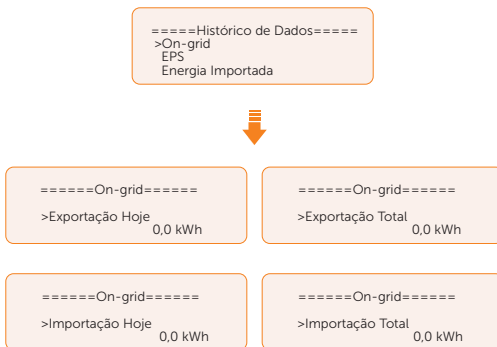 =====Histórico de Dados=====
>On-grid
EPS
Energia Importada
======On-grid======
>Exportação Hoje
0,0 kWh
======On-grid======
>Exportação Total
0,0 kWh
======On-grid======
>Importação Hoje
0,0 kWh
======On-grid======
>Importação Total
0,0 kWh